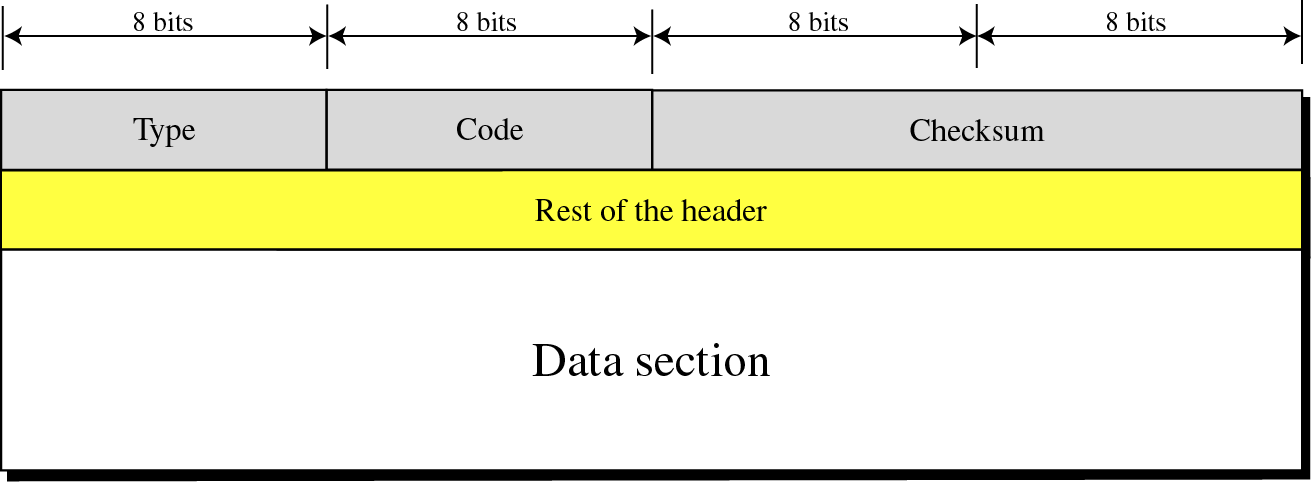 8 bits 8 bits 8 bits 8 bits
Type Code Checksum
Rest of the header
Data section